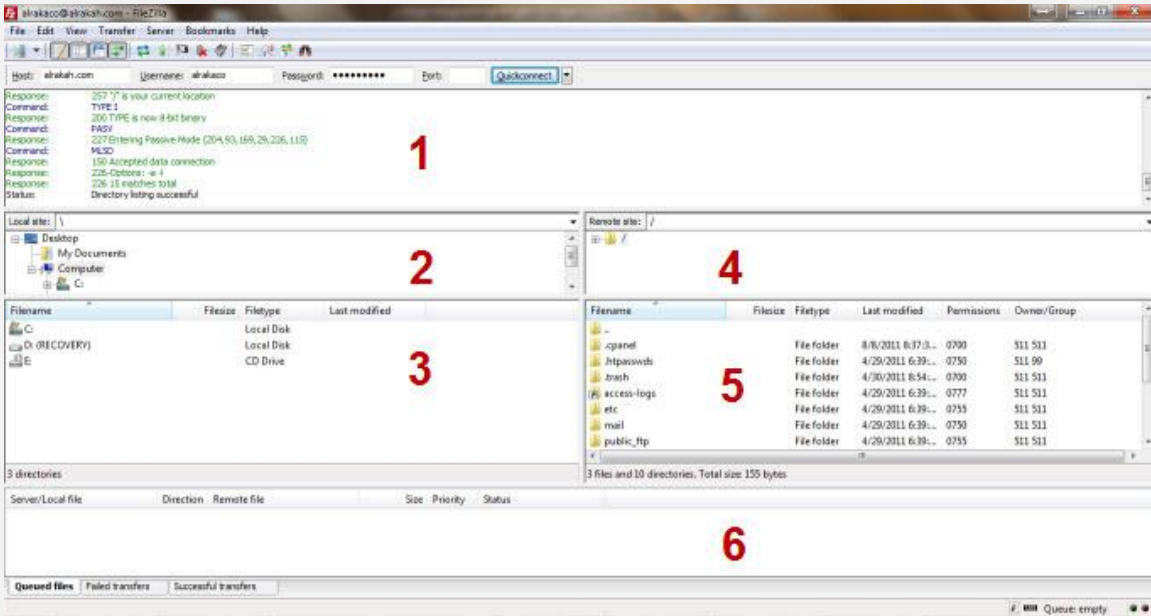 alrakaco@alrakah.com - FileZilla
File Edit View Transfer Server Bookmarks Help
Host: alrakah.com Username: alrakaco Password: ●●●●●●●●● Port: Quickconnect
Response: 257 "/" is your current location
Command: TYPE I
Response: 200 TYPE is now 8-bit binary
Command: PASV
Response: 227 Entering Passive Mode (204,93,169,29,226,115)
Command: MLSD
Response: 150 Accepted data connection
Response: 226-Options: -a -l
Response: 226 15 matches total
Status: Directory listing successful
1
Local site: \
Desktop
My Documents
Computer
C:
2
Remote site: /
/
4
Filename Filesize Filetype Last modified
C: Local Disk
D: (RECOVERY) Local Disk
E: CD Drive
3
3 directories
Filename Filesize Filetype Last modified Permissions Owner/Group
..
.cpanel File folder 8/8/2011 8:37:3... 0700 511 511
.htpasswds File folder 4/29/2011 6:39:... 0750 511 99
.trash File folder 4/30/2011 8:54:... 0700 511 511
access-logs File folder 4/29/2011 6:39:... 0777 511 511
etc File folder 4/29/2011 6:39:... 0755 511 511
mail File folder 4/29/2011 6:39:... 0750 511 511
public_ftp File folder 4/29/2011 6:39:... 0755 511 511
5
3 files and 10 directories. Total size: 155 bytes
Server/Local file Direction Remote file Size Priority Status
6
Queued files Failed transfers Successful transfers
Queue: empty